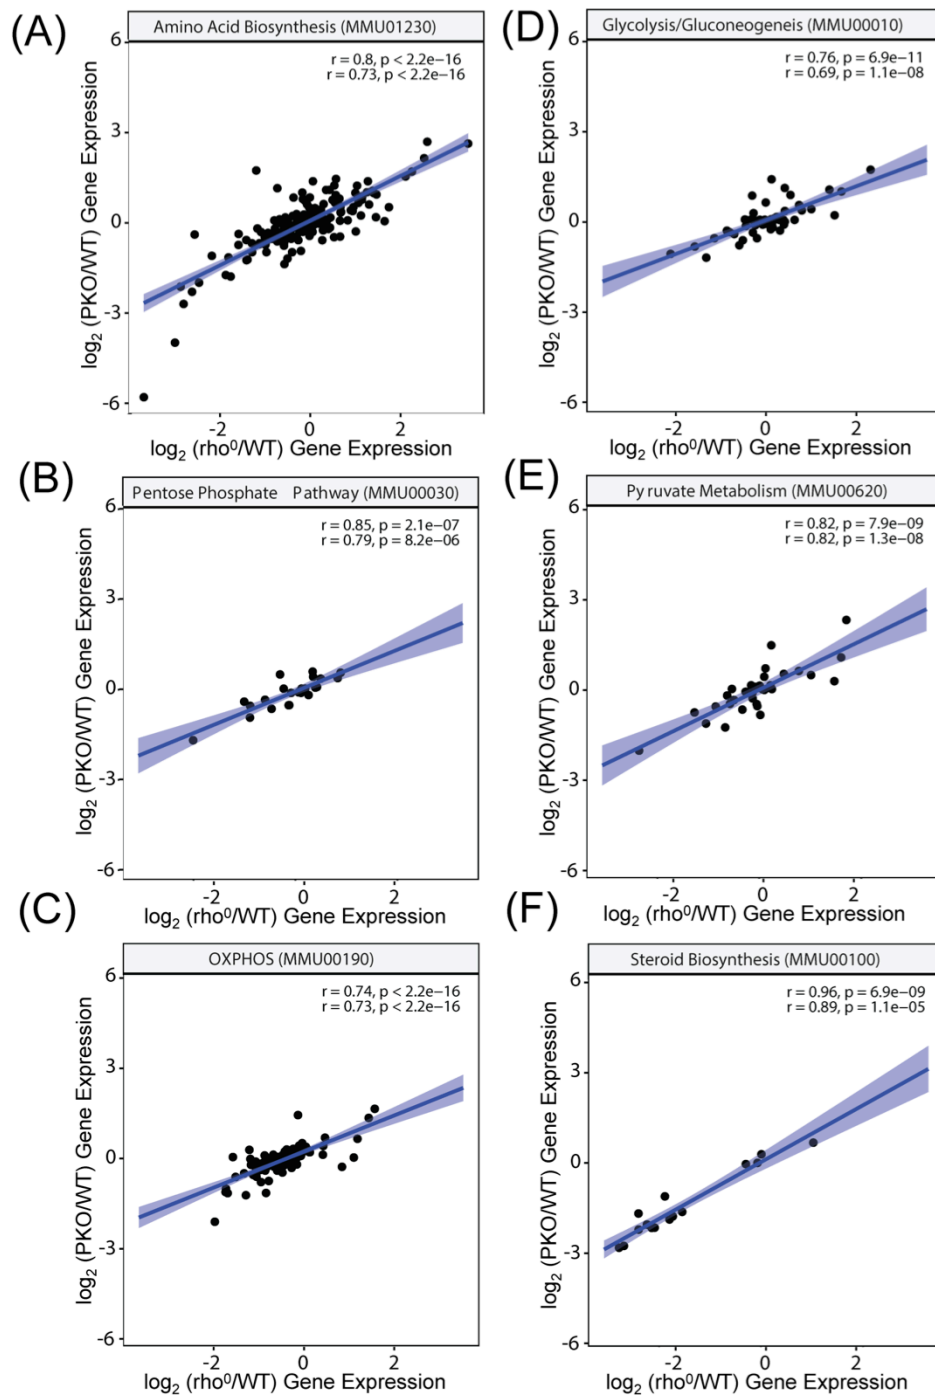 (A)
Amino Acid Biosynthesis (MMU01230)
r = 0.8, p < 2.2e−16
r = 0.73, p < 2.2e−16
6
3
0
-3
-6
log₂ (PKO/WT) Gene Expression
-2 0 2
log₂ (rho⁰/WT) Gene Expression
(B)
Pentose Phosphate Pathway (MMU00030)
r = 0.85, p = 2.1e−07
r = 0.79, p = 8.2e−06
6
3
0
-3
-6
log₂ (PKO/WT) Gene Expression
-2 0 2
log₂ (rho⁰/WT) Gene Expression
(C)
OXPHOS (MMU00190)
r = 0.74, p < 2.2e−16
r = 0.73, p < 2.2e−16
6
3
0
-3
-6
log₂ (PKO/WT) Gene Expression
-2 0 2
log₂ (rho⁰/WT) Gene Expression
(D)
Glycolysis/Gluconeogeneis (MMU00010)
r = 0.76, p = 6.9e−11
r = 0.69, p = 1.1e−08
6
3
0
-3
-6
log₂ (PKO/WT) Gene Expression
-2 0 2
log₂ (rho⁰/WT) Gene Expression
(E)
Pyruvate Metabolism (MMU00620)
r = 0.82, p = 7.9e−09
r = 0.82, p = 1.3e−08
6
3
0
-3
-6
log₂ (PKO/WT) Gene Expression
-2 0 2
log₂ (rho⁰/WT) Gene Expression
(F)
Steroid Biosynthesis (MMU00100)
r = 0.96, p = 6.9e−09
r = 0.89, p = 1.1e−05
6
3
0
-3
-6
log₂ (PKO/WT) Gene Expression
-2 0 2
log₂ (rho⁰/WT) Gene Expression